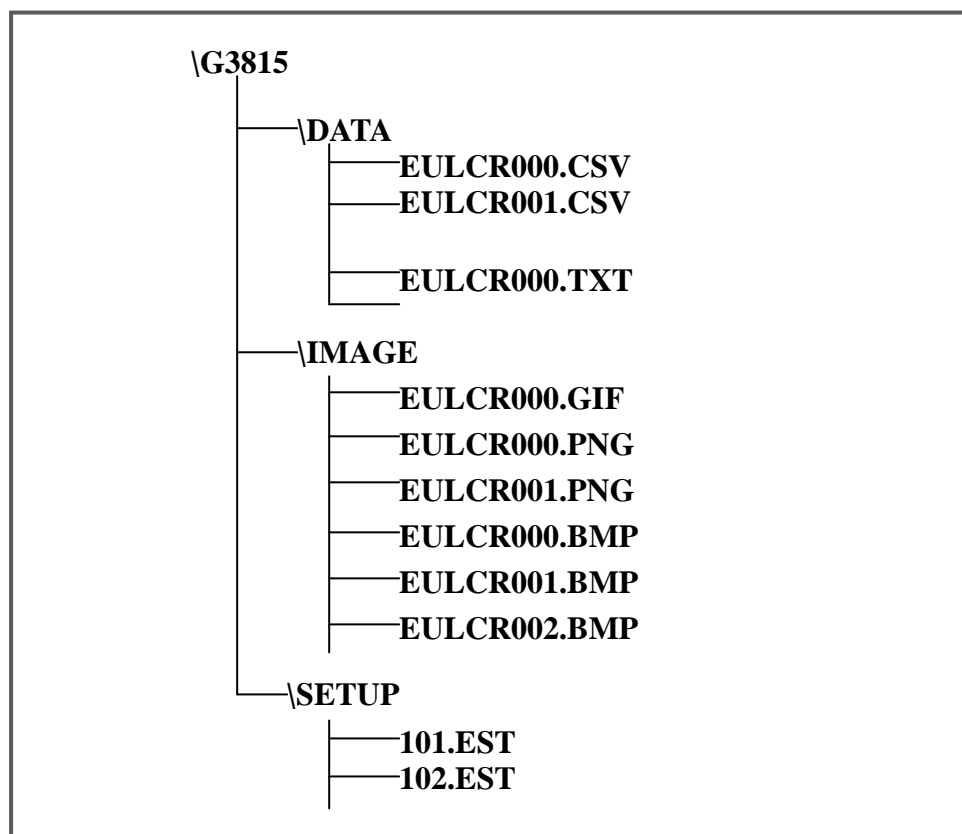 \G3815
\DATA
EULCR000.CSV
EULCR001.CSV
EULCR000.TXT
\IMAGE
EULCR000.GIF
EULCR000.PNG
EULCR001.PNG
EULCR000.BMP
EULCR001.BMP
EULCR002.BMP
\SETUP
101.EST
102.EST